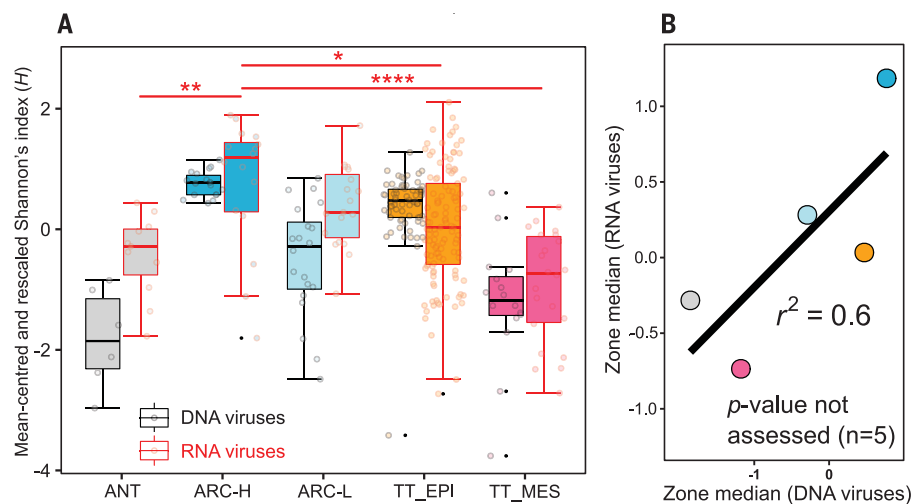 A
Mean-centred and rescaled Shannon's index (H)
2
0
-2
-4
**
*
****
DNA viruses
RNA viruses
ANT
ARC-H
ARC-L
TT_EPI
TT_MES
B
Zone median (RNA viruses)
1.0
0.5
0.0
-0.5
-1.0
r² = 0.6
p-value not
assessed (n=5)
-1
0
Zone median (DNA viruses)